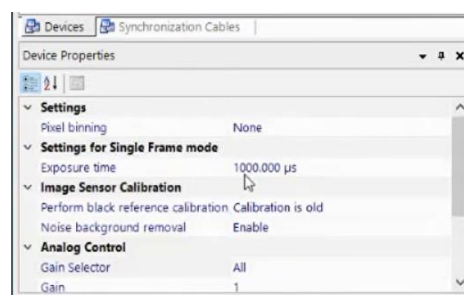 Devices Synchronization Cables
Device Properties
Settings
Pixel binning None
Settings for Single Frame mode
Exposure time 1000.000 µs
Image Sensor Calibration
Perform black reference calibration Calibration is old
Noise background removal Enable
Analog Control
Gain Selector All
Gain 1